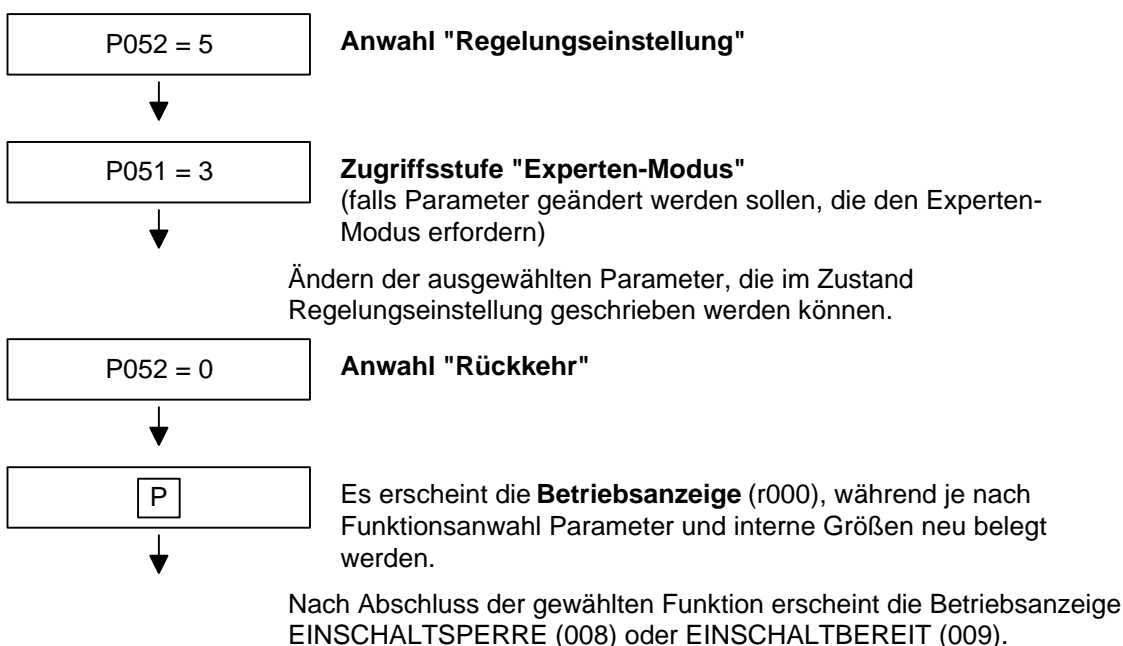 P052 = 5
Anwahl "Regelungseinstellung"
P051 = 3
Zugriffsstufe "Experten-Modus"
(falls Parameter geändert werden sollen, die den Experten-
Modus erfordern)
Ändern der ausgewählten Parameter, die im Zustand
Regelungseinstellung geschrieben werden können.
P052 = 0
Anwahl "Rückkehr"
P
Es erscheint die Betriebsanzeige (r000), während je nach
Funktionsanwahl Parameter und interne Größen neu belegt
werden.
Nach Abschluss der gewählten Funktion erscheint die Betriebsanzeige
EINSCHALTSPERRE (008) oder EINSCHALTBEREIT (009).